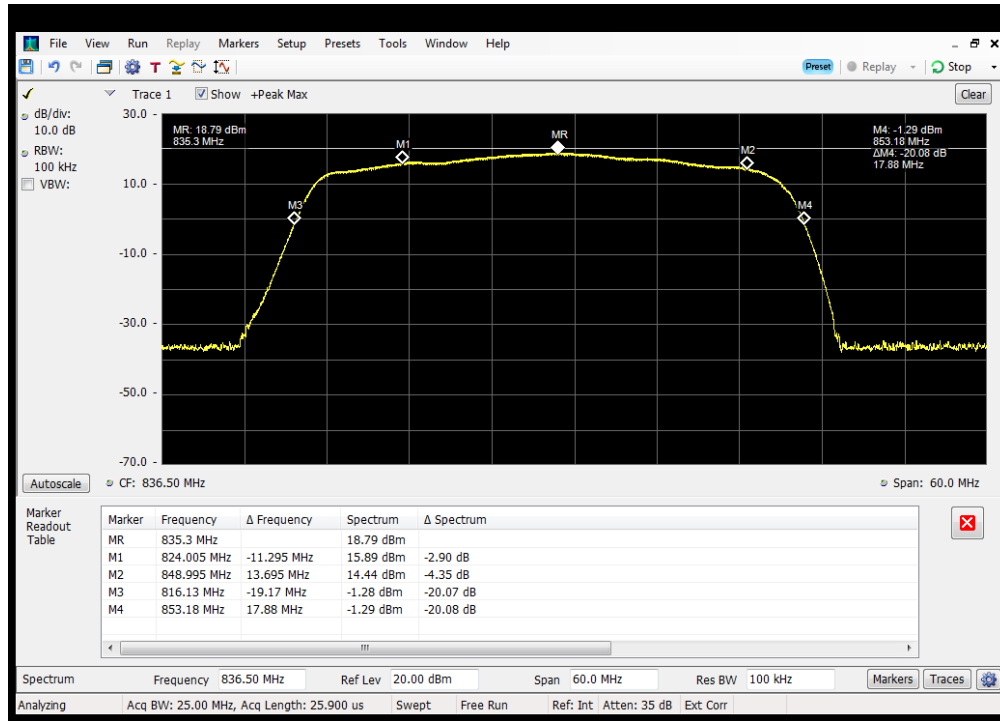 File View Run Replay Markers Setup Presets Tools Window Help
T Preset Replay Stop
Trace 1 Show +Peak Max Clear
dB/div:
10.0 dB
RBW:
100 kHz
VBW:
30.0
10.0
-10.0
-30.0
-50.0
-70.0
MR: 18.79 dBm
835.3 MHz
M4: -1.29 dBm
853.18 MHz
ΔM4: -20.08 dB
17.88 MHz
M1
MR
M2
M3
M4
Autoscale CF: 836.50 MHz Span: 60.0 MHz
Marker
Readout
Table
Marker Frequency Δ Frequency Spectrum Δ Spectrum
MR 835.3 MHz 18.79 dBm
M1 824.005 MHz -11.295 MHz 15.89 dBm -2.90 dB
M2 848.995 MHz 13.695 MHz 14.44 dBm -4.35 dB
M3 816.13 MHz -19.17 MHz -1.28 dBm -20.07 dB
M4 853.18 MHz 17.88 MHz -1.29 dBm -20.08 dB
Spectrum Frequency 836.50 MHz Ref Lev 20.00 dBm Span 60.0 MHz Res BW 100 kHz Markers Traces
Analyzing Acq BW: 25.00 MHz, Acq Length: 25.900 us Swept Free Run Ref: Int Atten: 35 dB Ext Corr